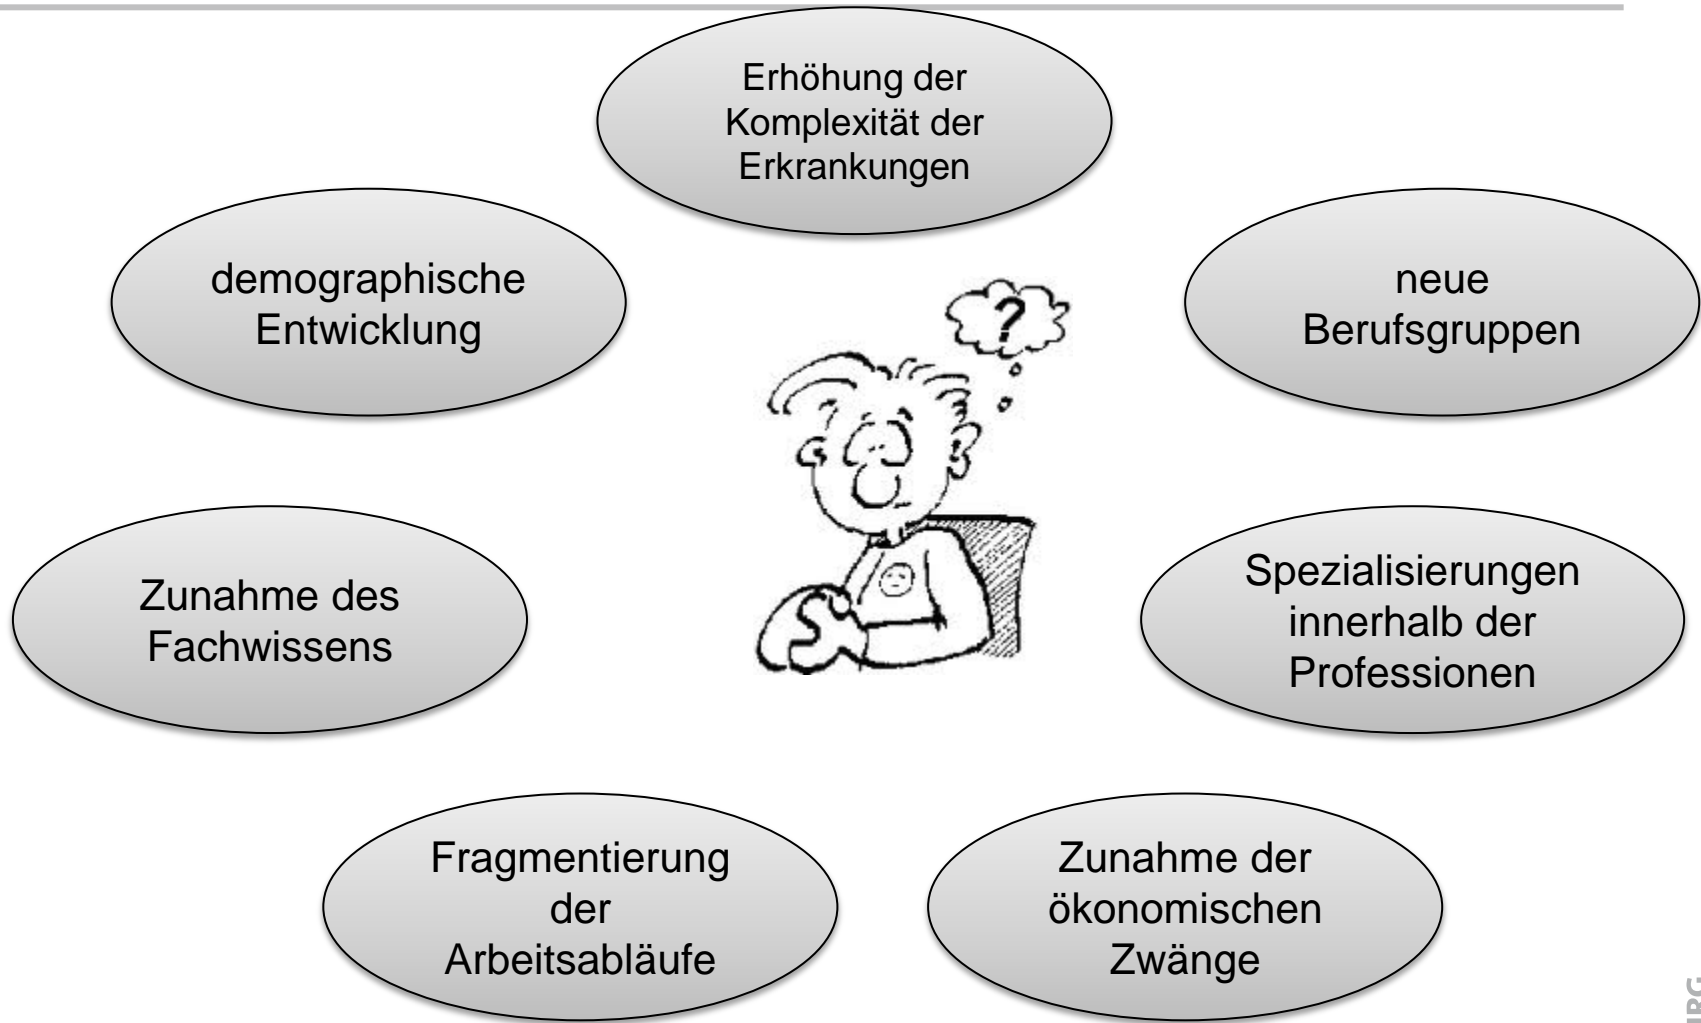 Erhöhung der
Komplexität der
Erkrankungen
demographische
Entwicklung
neue
Berufsgruppen
?
Zunahme des
Fachwissens
Spezialisierungen
innerhalb der
Professionen
Fragmentierung
der
Arbeitsabläufe
Zunahme der
ökonomischen
Zwänge